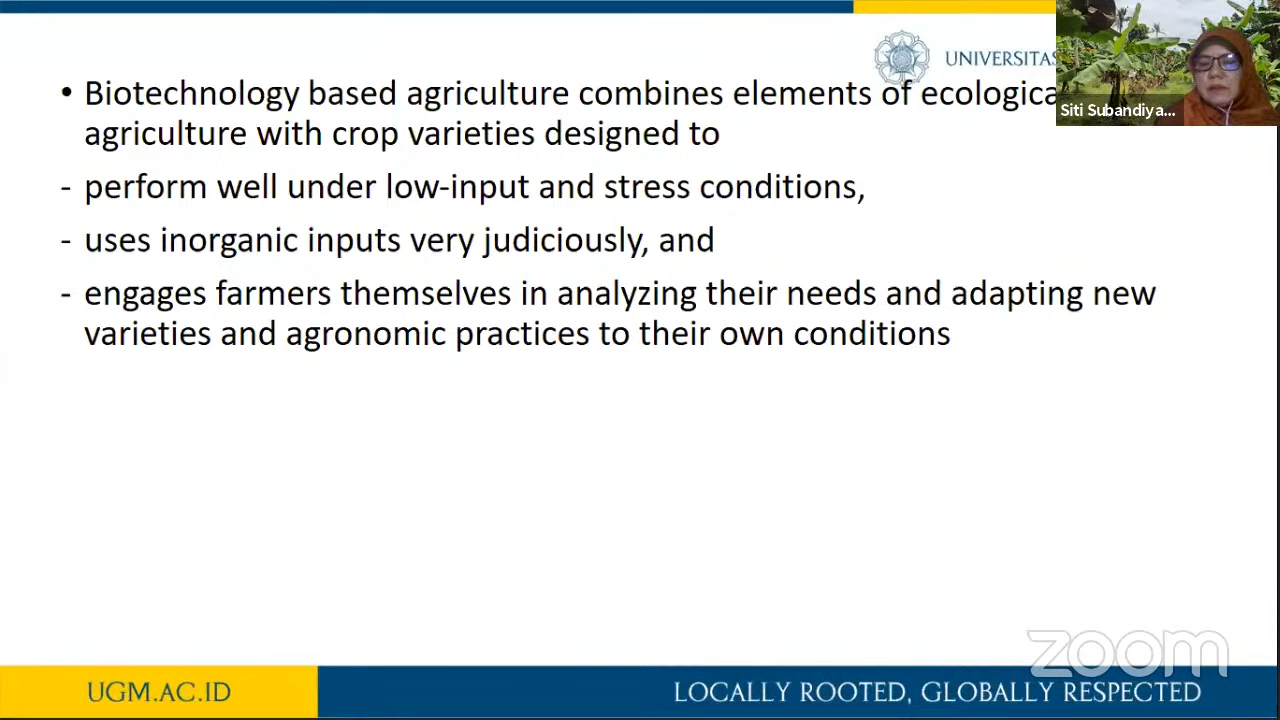 UNIVERSITAS
Siti Subandiya...
• Biotechnology based agriculture combines elements of ecologica
agriculture with crop varieties designed to
- perform well under low-input and stress conditions,
- uses inorganic inputs very judiciously, and
- engages farmers themselves in analyzing their needs and adapting new
varieties and agronomic practices to their own conditions
zoom
UGM.AC.ID
LOCALLY ROOTED, GLOBALLY RESPECTED